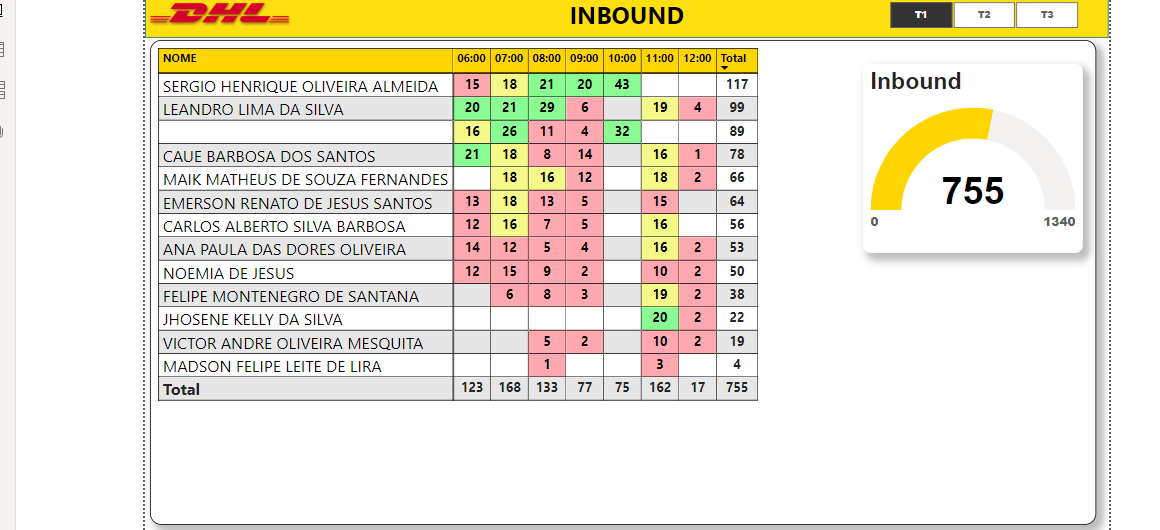 DHL INBOUND T1 T2 T3
NOME 06:00 07:00 08:00 09:00 10:00 11:00 12:00 Total
SERGIO HENRIQUE OLIVEIRA ALMEIDA 15 18 21 20 43 117
LEANDRO LIMA DA SILVA 20 21 29 6 19 4 99
16 26 11 4 32 89
CAUE BARBOSA DOS SANTOS 21 18 8 14 16 1 78
MAIK MATHEUS DE SOUZA FERNANDES 18 16 12 18 2 66
EMERSON RENATO DE JESUS SANTOS 13 18 13 5 15 64
CARLOS ALBERTO SILVA BARBOSA 12 16 7 5 16 56
ANA PAULA DAS DORES OLIVEIRA 14 12 5 4 16 2 53
NOEMIA DE JESUS 12 15 9 2 10 2 50
FELIPE MONTENEGRO DE SANTANA 6 8 3 19 2 38
JHOSENE KELLY DA SILVA 20 2 22
VICTOR ANDRE OLIVEIRA MESQUITA 5 2 10 2 19
MADSON FELIPE LEITE DE LIRA 1 3 4
Total 123 168 133 77 75 162 17 755
Inbound
755
0 1340